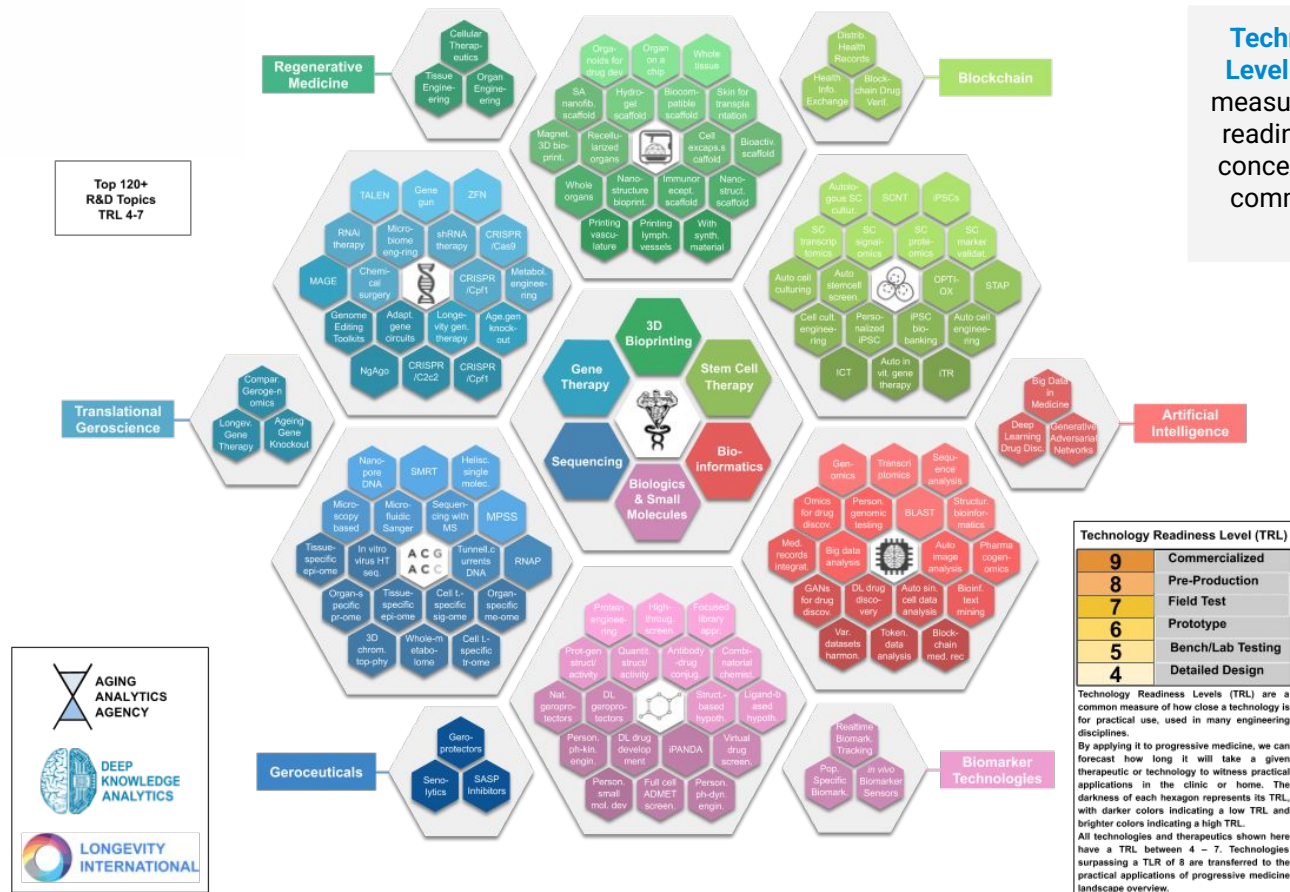 Regenerative
Medicine
Cellular
Therap-
eutics
Tissue
Engine-
ering
Organ
Engine-
ering
Orga-
noids for
drug dev
Organ
on a
chip
Whole
tissue
SA
nanofib.
scaffold
Hydro-
gel
scaffold
Biocom-
patible
scaffold
Skin for
transpla
ntation
Magnet.
3D bio-
print.
Recellu-
larized
organs
Cell
excaps.s
caffold
Bioactiv.
scaffold
Whole
organs
Nano-
structure
bioprint.
Immunor
ecept.
scaffold
Nano-
struct.
scaffold
Printing
vascu-
lature
Printing
lymph.
vessels
With
synth.
material
Distrib.
Health
Records
Health
Info.
Exchange
Block-
chain Drug
Verif.
Blockchain
Techn
Level
measu
readin
conce
comm
Top 120+
R&D Topics
TRL 4-7
TALEN
Gene
gun
ZFN
RNAi
therapy
Micro-
biome
eng-ring
shRNA
therapy
CRISPR
/Cas9
MAGE
Chemi-
cal
surgery
CRISPR
/Cpf1
Metabol.
enginee-
ring
Genome
Editing
Toolkits
Adapt.
gene
circuits
Longe-
vity gen.
therapy
Age.gen
knock-
out
NgAgo
CRISPR
/C2c2
CRISPR
/Cpf1
Autolo-
gous SC
cultur.
SCNT
iPSCs
SC
transcrip
tomics
SC
signal-
omics
SC
prote-
omics
SC
marker
validat.
Auto cell
culturing
Auto
stemcell
screen.
OPTi-
OX
STAP
Cell cult.
enginee-
ring
Perso-
nalized
iPSC
iPSC
bio-
banking
Auto cell
engineer-
ing
ICT
Auto in
vit. gene
therapy
iTR
3D
Bioprinting
Gene
Therapy
Stem Cell
Therapy
Sequencing
Bio-
informatics
Biologics
& Small
Molecules
Translational
Geroscience
Compar.
Geroge-n
omics
Longev.
Gene
Therapy
Ageing
Gene
Knockout
Big Data
in
Medicine
Deep
Learning
Drug Disc.
Generative
Adversarial
Networks
Artificial
Intelligence
Nano-
pore
DNA
SMRT
Helisc.
single
molec.
Micro-
scopy
based
Micro-
fluidic
Sanger
Sequen-
cing with
MS
MPSS
Tissue-
specific
epi-ome
In vitro
virus HT
seq.
A C G
A C C
Tunnell.c
urrents
DNA
RNAP
Organ-s
pecific
pr-ome
Tissue-
specific
epi-ome
Cell t.-
specific
sig-ome
Organ-
specific
me-ome
3D
chrom.
top-phy
Whole-m
etabo-
lome
Cell t.-
specific
tr-ome
Gen-
omics
Transcri
ptomics
Sequ-
ence
analysis
Omics
for drug
discov.
Person.
genomic
testing
BLAST
Structur.
bioinfor-
matics
Med.
records
integrat.
Big data
analysis
Auto
image
analysis
Pharma
cogen-
omics
GANs
for drug
discov.
DL drug
disco-
very
Auto sin.
cell data
analysis
Bioinf.
text
mining
Var.
datasets
harmon.
Token.
data
analysis
Block-
chain
med. rec
Protein
enginee-
ring
High-
throug.
screen.
Focused
library
appr.
Prot-gen
struct/
activity
Quantit.
struct/
activity
Antibody
-drug
conjug.
Combi-
natorial
chemist.
Nat.
geropro-
tectors
DL
geropro-
tectors
Struct.-
based
hypoth.
Ligand-b
ased
hypoth.
Person.
ph-kin.
engin.
DL drug
develop
ment
iPANDA
Virtual
drug
screen.
Person.
small
mol. dev
Full cell
ADMET
screen.
Person.
ph-dyn.
engin.
Geroceuticals
Gero-
protectors
Seno-
lytics
SASP
Inhibitors
Realtime
Biomark.
Tracking
Pop.
Specific
Biomark.
in vivo
Biomarker
Sensors
Biomarker
Technologies
AGING
ANALYTICS
AGENCY
DEEP
KNOWLEDGE
ANALYTICS
LONGEVITY
INTERNATIONAL
Technology Readiness Level (TRL)
9 Commercialized
8 Pre-Production
7 Field Test
6 Prototype
5 Bench/Lab Testing
4 Detailed Design
Technology Readiness Levels (TRL) are a
common measure of how close a technology is
for practical use, used in many engineering
disciplines.
By applying it to progressive medicine, we can
forecast how long it will take a given
therapeutic or technology to witness practical
applications in the clinic or home. The
darkness of each hexagon represents its TRL,
with darker colors indicating a low TRL and
brighter colors indicating a high TRL.
All technologies and therapeutics shown here
have a TRL between 4 – 7. Technologies
surpassing a TLR of 8 are transferred to the
practical applications of progressive medicine
landscape overview.